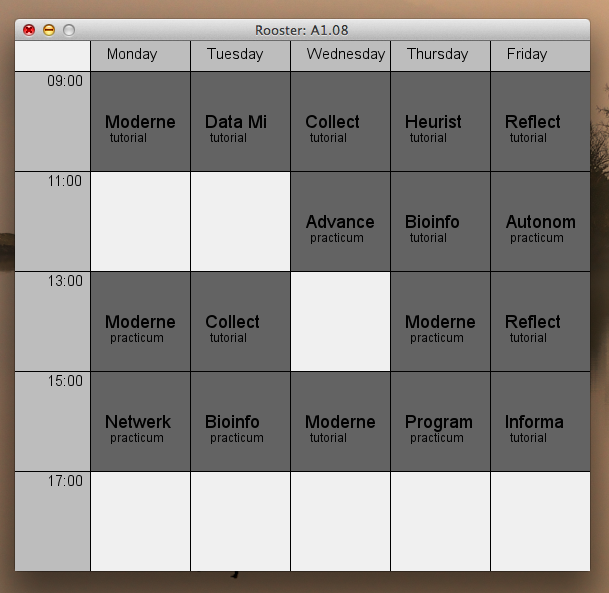 Rooster: A1.08
Monday Tuesday Wednesday Thursday Friday
09:00
Moderne Data Mi Collect Heurist Reflect
tutorial tutorial tutorial tutorial tutorial
11:00
Advance Bioinfo Autonom
practicum tutorial practicum
13:00
Moderne Collect Moderne Reflect
practicum tutorial practicum tutorial
15:00
Netwerk Bioinfo Moderne Program Informa
practicum practicum tutorial practicum tutorial
17:00